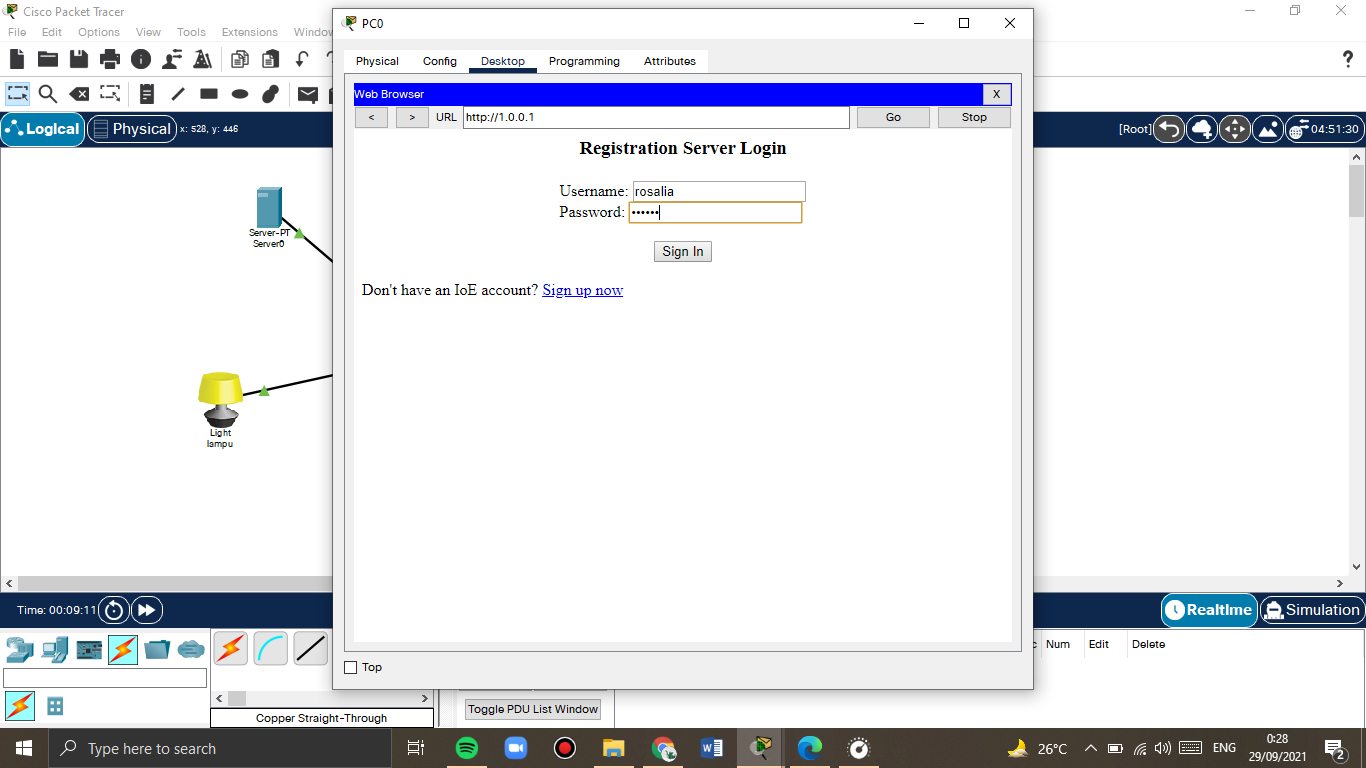 Cisco Packet Tracer
File Edit Options View Tools Extensions Window
Logical Physical x: 528, y: 446
[Root] 04:51:30
Server-PT
Server0
Light
lampu
PC0
Physical Config Desktop Programming Attributes
Web Browser X
< > URL http://1.0.0.1 Go Stop
Registration Server Login
Username: rosalia
Password: ••••••
Sign In
Don't have an IoE account? Sign up now
Top
Time: 00:09:11
Realtime Simulation
Num Edit Delete
Copper Straight-Through
Toggle PDU List Window
Type here to search
26°C ENG
0:28
29/09/2021
2